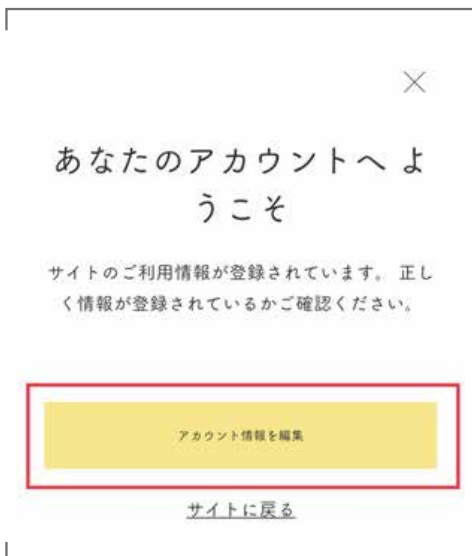 あなたのアカウントへ よ
うこそ
サイトのご利用情報が登録されています。 正し
く情報が登録されているかご確認ください。
アカウント情報を編集
サイトに戻る